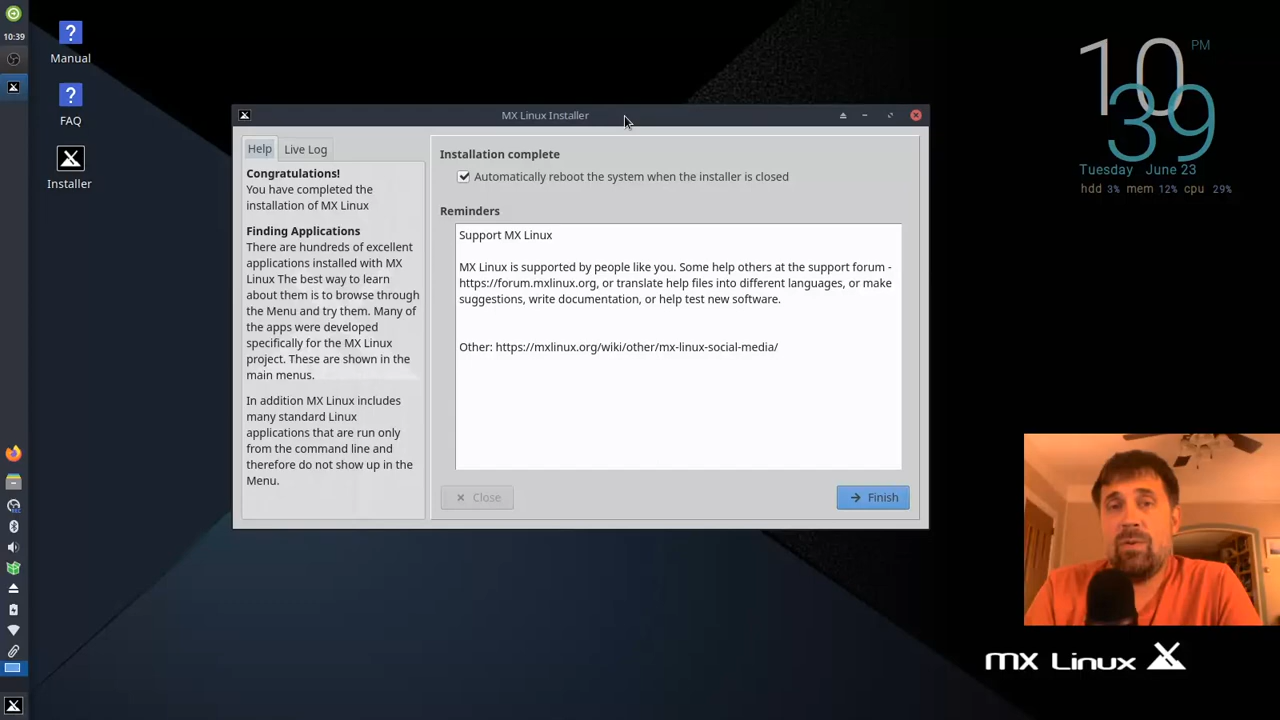 10:39
Manual
FAQ
Installer
10 PM
39
Tuesday June 23
hdd 3% mem 12% cpu 29%
MX Linux Installer
Help
Live Log
Congratulations!
You have completed the
installation of MX Linux
Finding Applications
There are hundreds of excellent
applications installed with MX
Linux The best way to learn
about them is to browse through
the Menu and try them. Many of
the apps were developed
specifically for the MX Linux
project. These are shown in the
main menus.
In addition MX Linux includes
many standard Linux
applications that are run only
from the command line and
therefore do not show up in the
Menu.
Installation complete
Automatically reboot the system when the installer is closed
Reminders
Support MX Linux
MX Linux is supported by people like you. Some help others at the support forum -
https://forum.mxlinux.org, or translate help files into different languages, or make
suggestions, write documentation, or help test new software.
Other: https://mxlinux.org/wiki/other/mx-linux-social-media/
Close
Finish
MX Linux